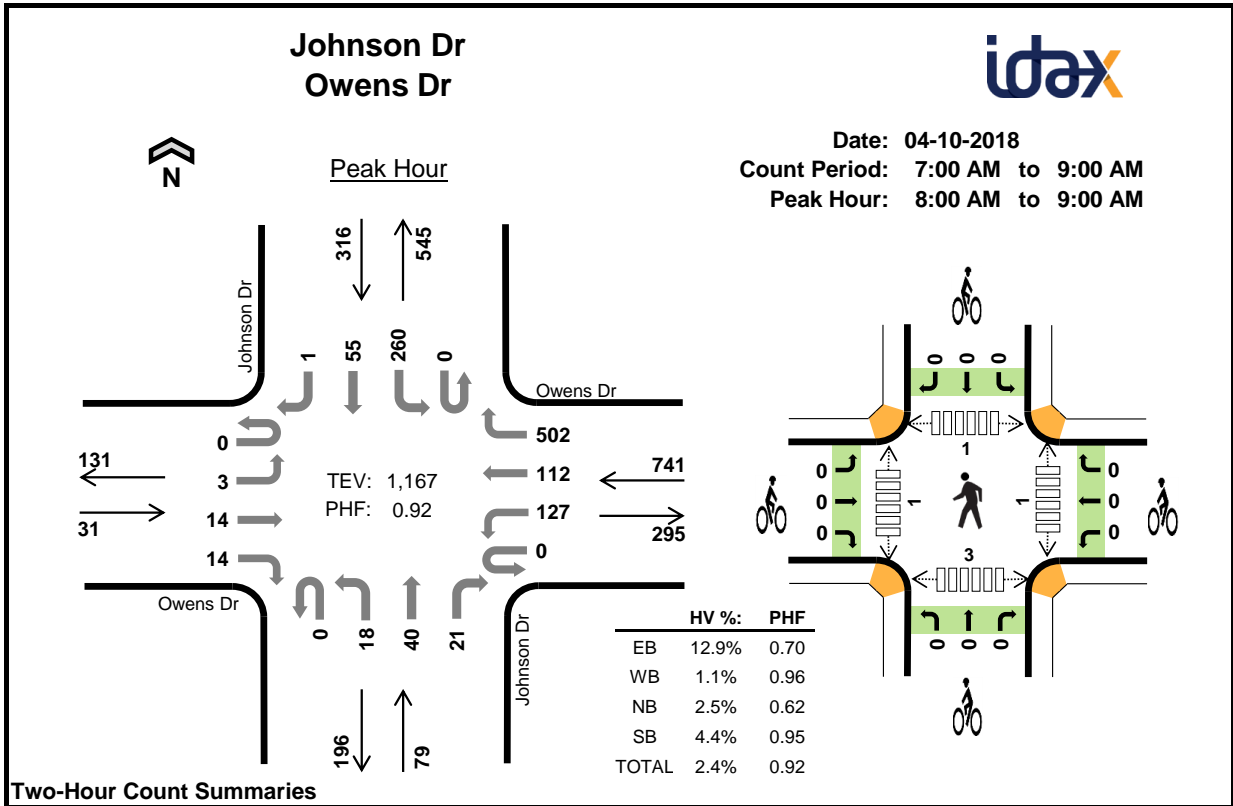 Johnson Dr
Owens Dr
idax
Date: 04-10-2018
Count Period: 7:00 AM to 9:00 AM
Peak Hour: 8:00 AM to 9:00 AM
N
Peak Hour
316
545
Johnson Dr
1
55
260
0
Owens Dr
0
3
14
14
131
31
TEV: 1,167
PHF: 0.92
502
112
127
0
741
295
Owens Dr
0
18
40
21
Johnson Dr
196
79
HV %: PHF
EB 12.9% 0.70
WB 1.1% 0.96
NB 2.5% 0.62
SB 4.4% 0.95
TOTAL 2.4% 0.92
0 0 0
1
0
0
0
1
1
0
0
0
3
0 0 0
Two-Hour Count Summaries